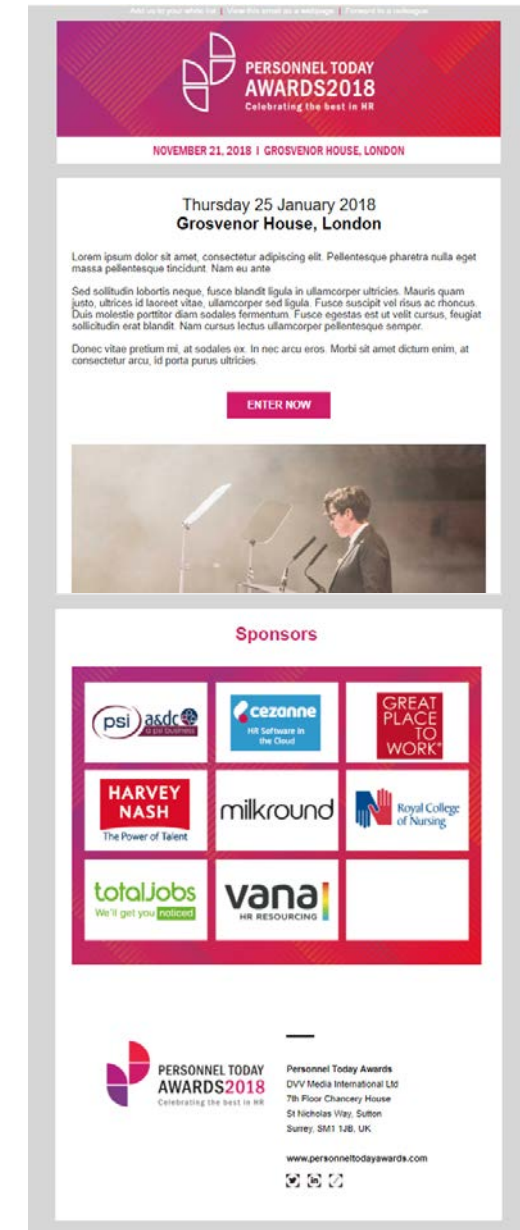 Add us to your white list | View this email as a webpage | Forward to a colleague
PERSONNEL TODAY
AWARDS2018
Celebrating the best in HR
NOVEMBER 21, 2018 I GROSVENOR HOUSE, LONDON
Thursday 25 January 2018
Grosvenor House, London
Lorem ipsum dolor sit amet, consectetur adipiscing elit. Pellentesque pharetra nulla eget
massa pellentesque tincidunt. Nam eu ante
Sed sollitudin lobortis neque, fusce blandit ligula in ullamcorper ultricies. Mauris quam
justo, ultrices id laoreet vitae, ullamcorper sed ligula. Fusce suscipit vel risus ac rhoncus.
Duis molestie porttitor diam sodales fermentum. Fusce egestas est ut velit cursus, feugiat
sollicitudin erat blandit. Nam cursus lectus ullamcorper pellentesque semper.
Donec vitae pretium mi, at sodales ex. In nec arcu eros. Morbi sit amet dictum enim, at
consectetur arcu, id porta purus ultricies.
ENTER NOW
Sponsors
psi a&dc
a psi business
cezanne
HR Software in
the Cloud
GREAT
PLACE
TO
WORK®
HARVEY
NASH
The Power of Talent
milkround
Royal College
of Nursing
totaljobs
We'll get you noticed
vana
HR RESOURCING
PERSONNEL TODAY
AWARDS2018
Celebrating the best in HR
Personnel Today Awards
DVV Media International Ltd
7th Floor Chancery House
St Nicholas Way, Sutton
Surrey, SM1 1JB, UK
www.personneltodayawards.com
in